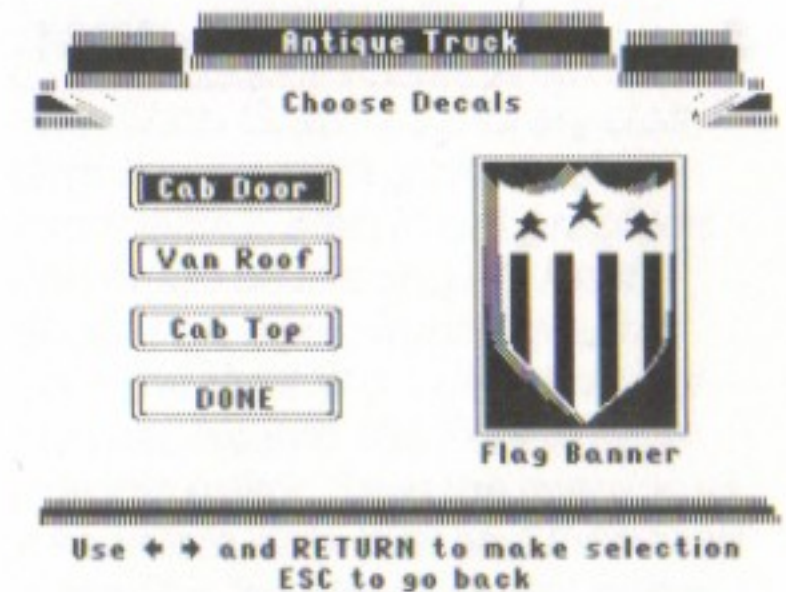 Antique Truck
Choose Decals
Cab Door
Van Roof
Cab Top
DONE
Flag Banner
Use ← → and RETURN to make selection
ESC to go back